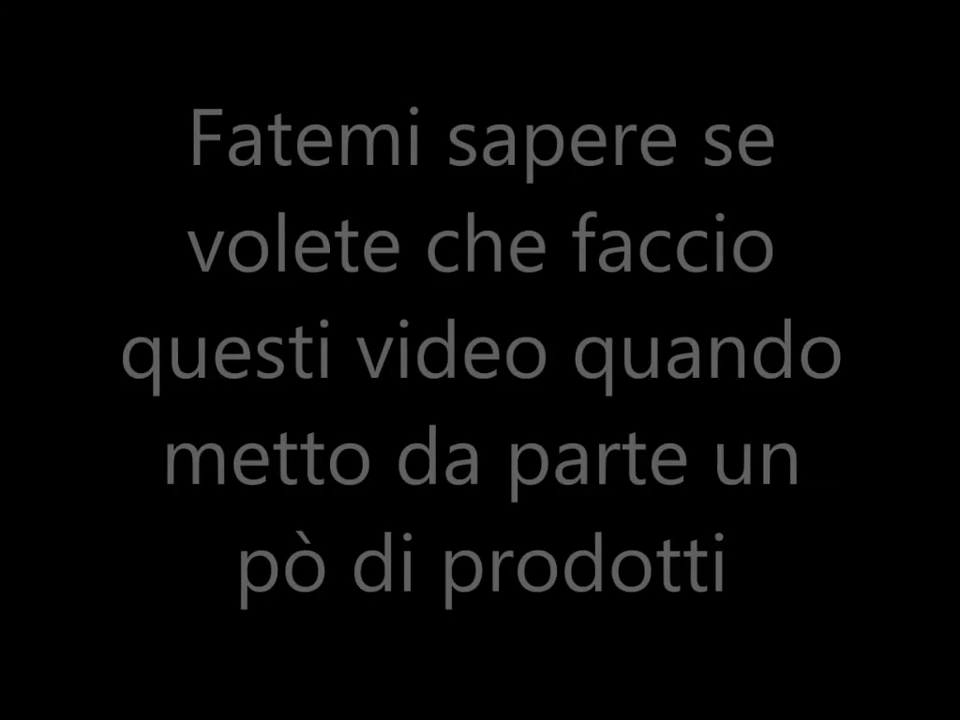 Fatemi sapere se
volete che faccio
questi video quando
metto da parte un
pò di prodotti